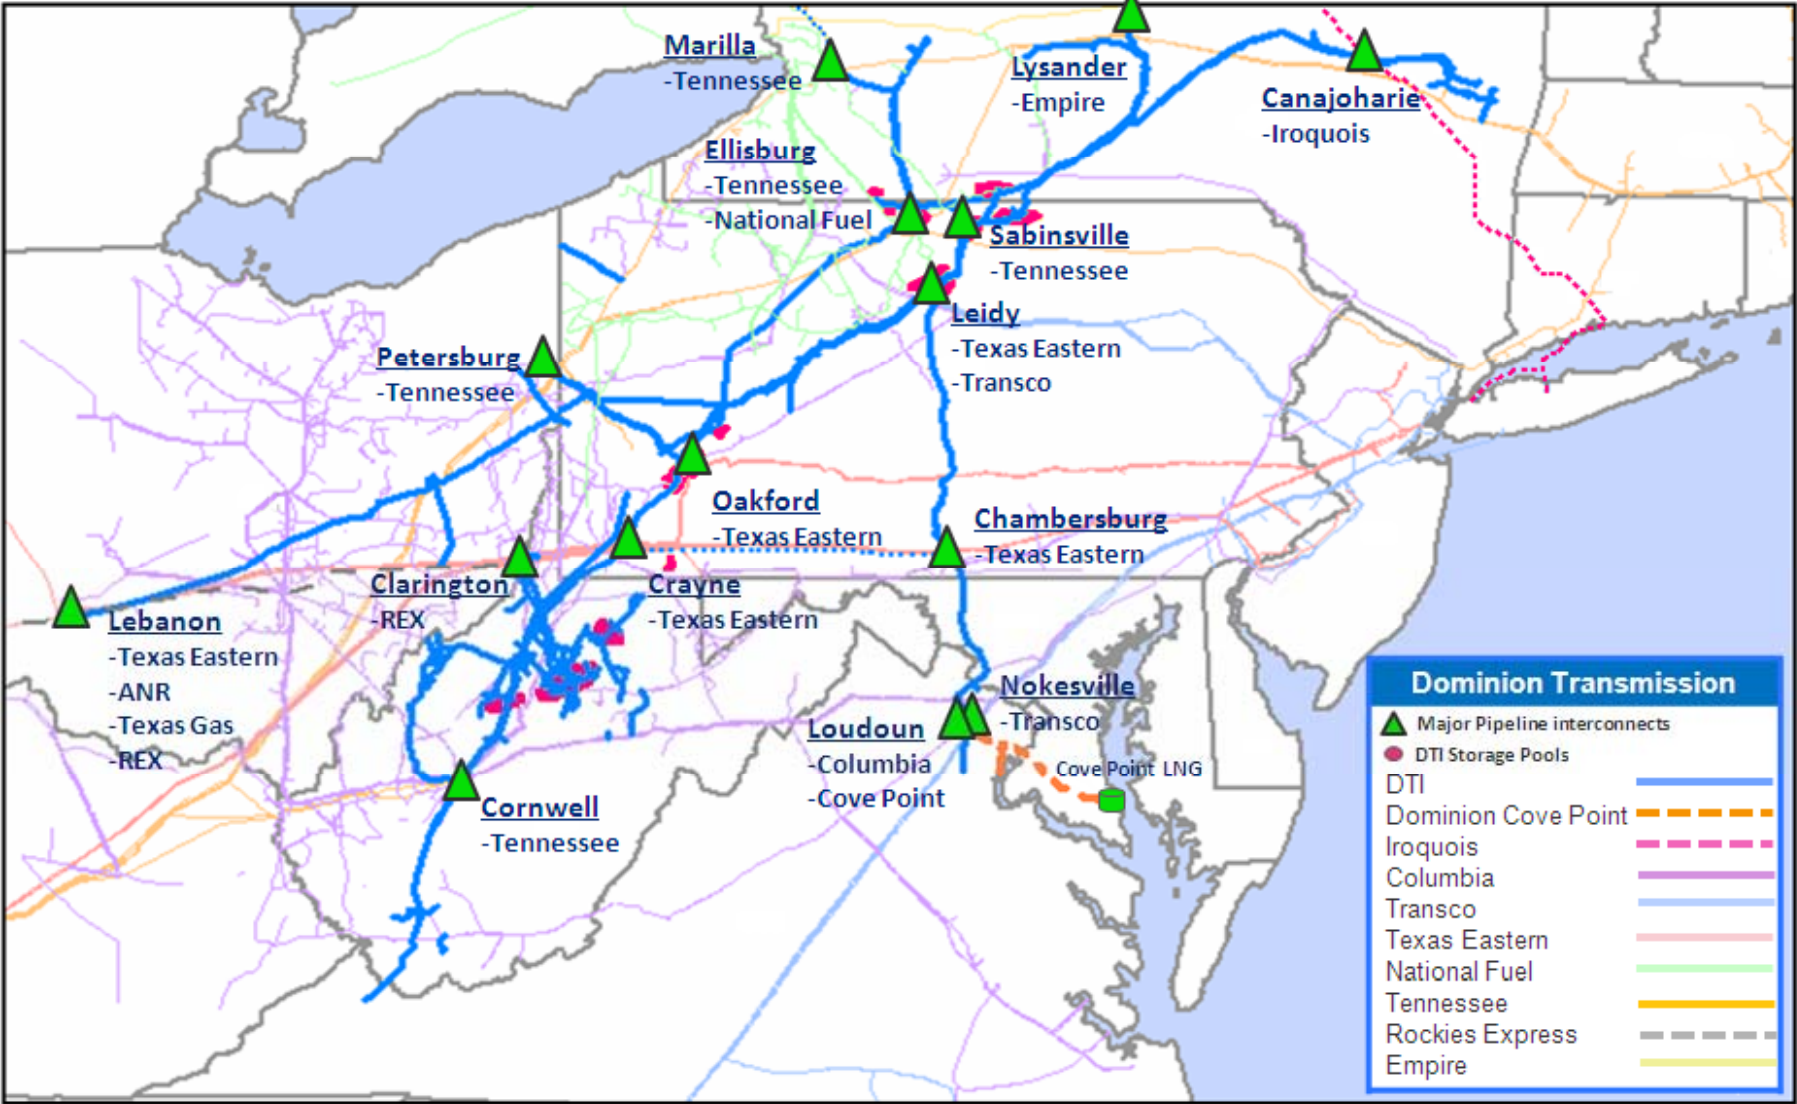 Marilla
-Tennessee
Lysander
-Empire
Canajoharie
-Iroquois
Ellisburg
-Tennessee
-National Fuel
Sabinsville
-Tennessee
Leidy
-Texas Eastern
-Transco
Petersburg
-Tennessee
Oakford
-Texas Eastern
Chambersburg
-Texas Eastern
Clarington
-REX
Crayne
-Texas Eastern
Lebanon
-Texas Eastern
-ANR
-Texas Gas
-REX
Nokesville
-Transco
Loudoun
-Columbia
-Cove Point
Cove Point LNG
Cornwell
-Tennessee
Dominion Transmission
Major Pipeline interconnects
DTI Storage Pools
DTI
Dominion Cove Point
Iroquois
Columbia
Transco
Texas Eastern
National Fuel
Tennessee
Rockies Express
Empire